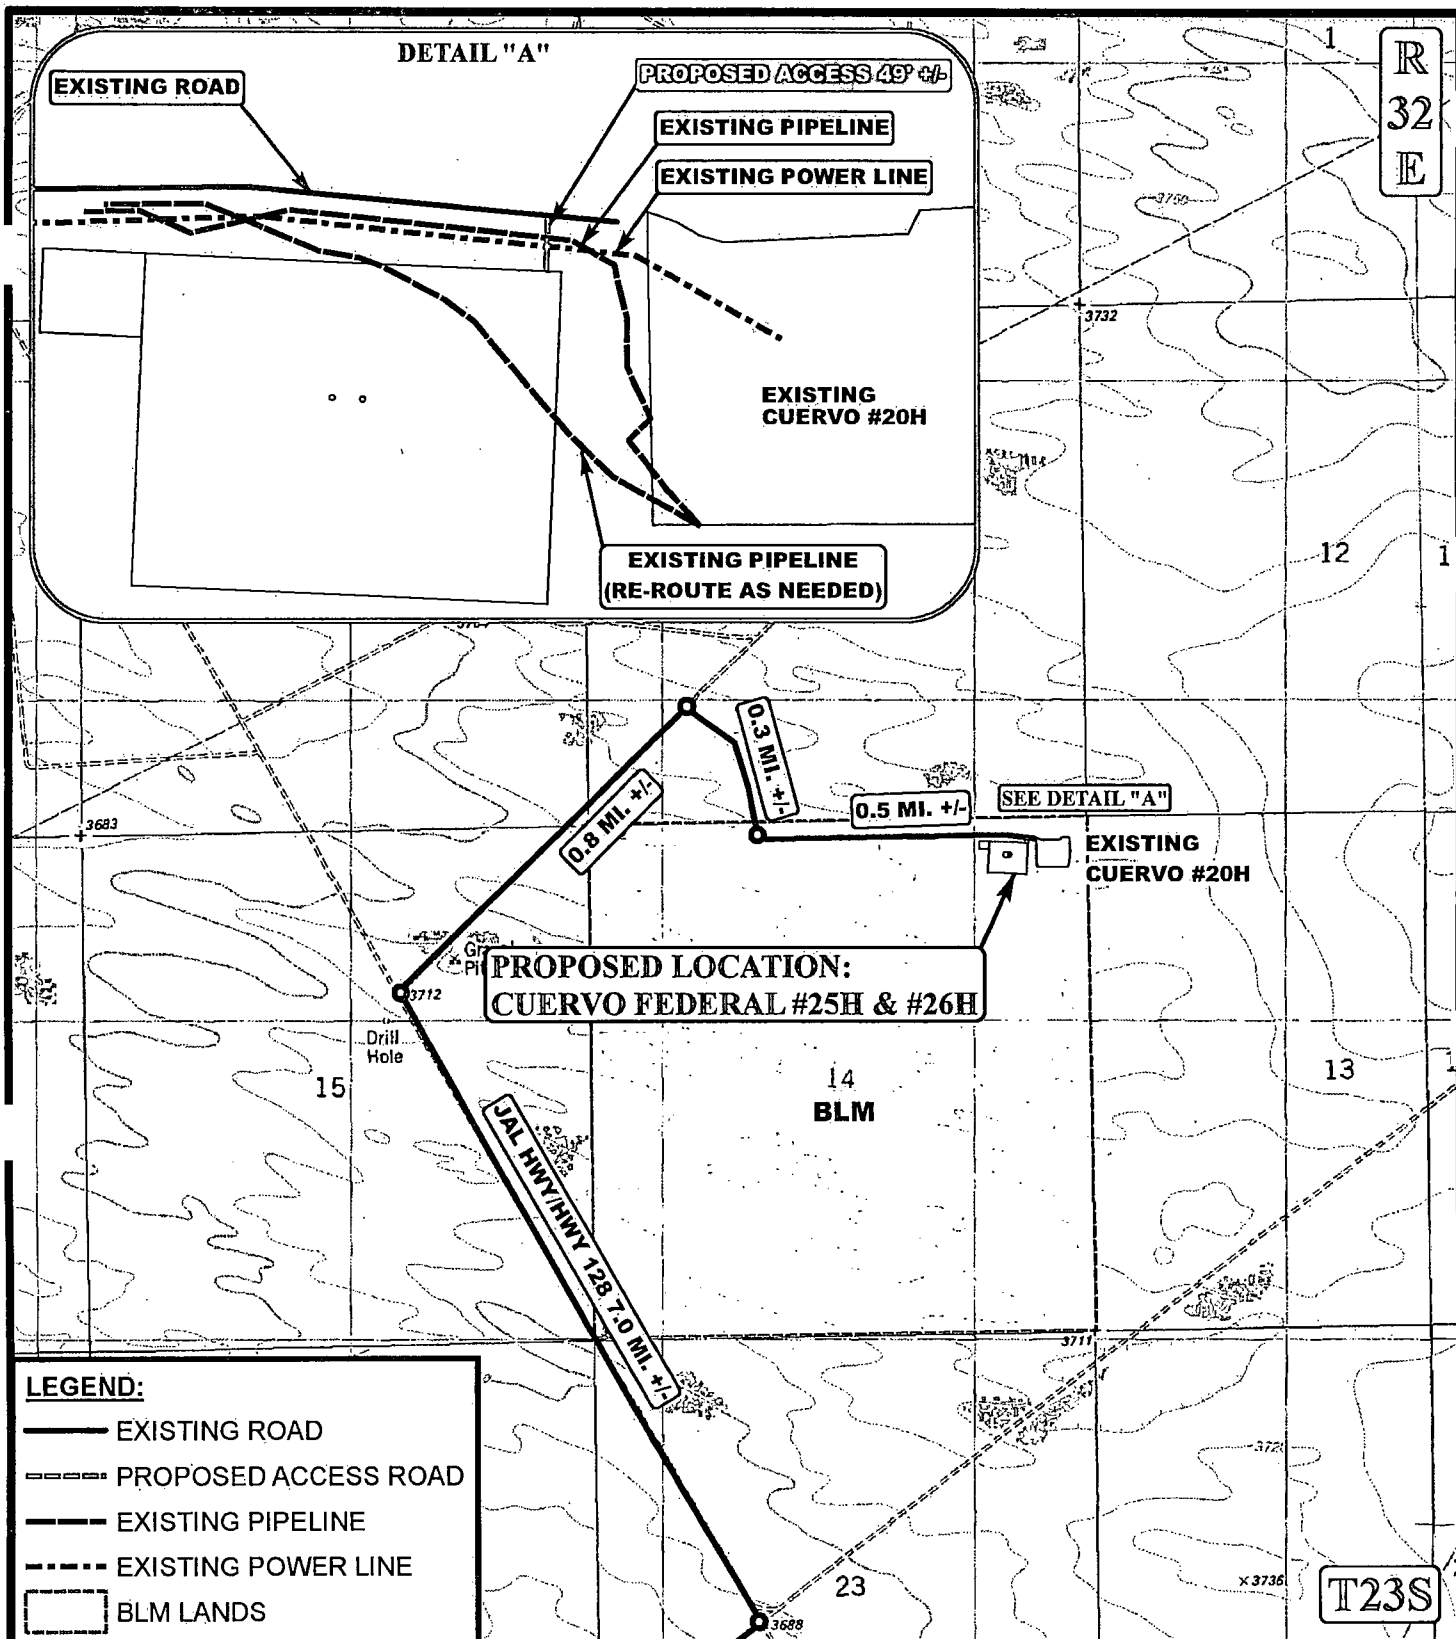 DETAIL "A"
EXISTING ROAD
PROPOSED ACCESS 49' +/-
EXISTING PIPELINE
EXISTING POWER LINE
EXISTING
CUERVO #20H
EXISTING PIPELINE
(RE-ROUTE AS NEEDED)
R
32
E
1
3750
3732
12
1
0.3 MI. +/-
0.8 MI. +/-
0.5 MI. +/-
SEE DETAIL "A"
3683
EXISTING
CUERVO #20H
PROPOSED LOCATION:
CUERVO FEDERAL #25H & #26H
3712
Drill
Hole
15
14
BLM
13
JAL HWY/HWY 128 7.0 MI. +/-
3711
LEGEND:
EXISTING ROAD
PROPOSED ACCESS ROAD
EXISTING PIPELINE
EXISTING POWER LINE
BLM LANDS
23
3736
3688
T23S